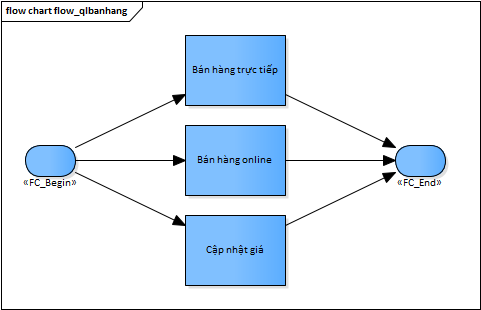 flow chart flow_qlbanhang
Bán hàng trực tiếp
Bán hàng online
«FC_Begin»
«FC_End»
Cập nhật giá